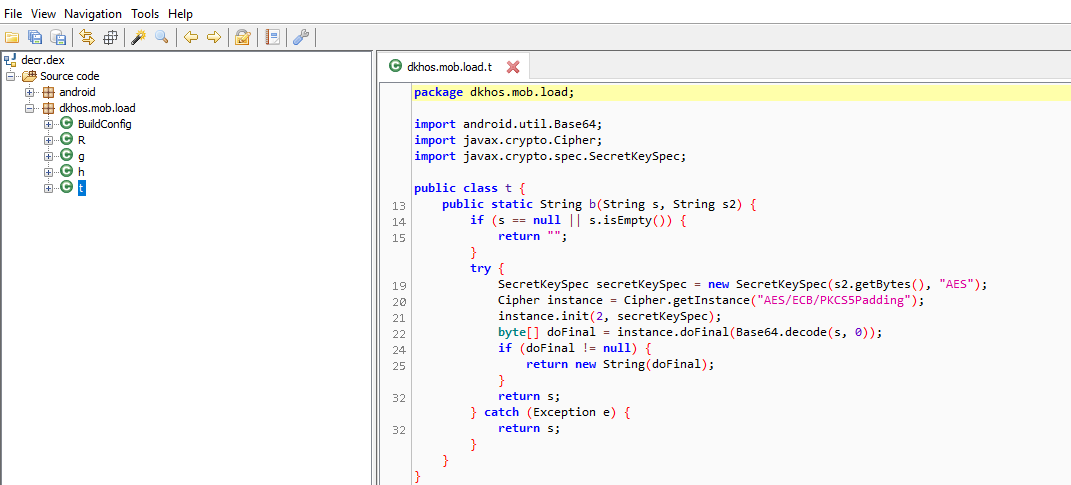 File View Navigation Tools Help
decr.dex
Source code
android
dkhos.mob.load
BuildConfig
R
g
h
t
dkhos.mob.load.t
package dkhos.mob.load;
import android.util.Base64;
import javax.crypto.Cipher;
import javax.crypto.spec.SecretKeySpec;
public class t {
13 public static String b(String s, String s2) {
14 if (s == null || s.isEmpty()) {
15 return "";
}
try {
19 SecretKeySpec secretKeySpec = new SecretKeySpec(s2.getBytes(), "AES");
20 Cipher instance = Cipher.getInstance("AES/ECB/PKCS5Padding");
21 instance.init(2, secretKeySpec);
22 byte[] doFinal = instance.doFinal(Base64.decode(s, 0));
24 if (doFinal != null) {
25 return new String(doFinal);
}
32 return s;
} catch (Exception e) {
32 return s;
}
}
}